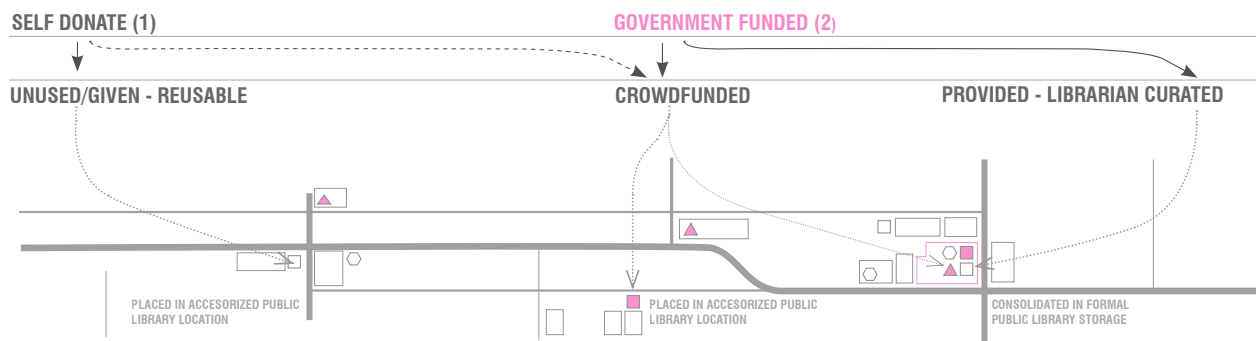 SELF DONATE (1)
GOVERNMENT FUNDED (2)
UNUSED/GIVEN - REUSABLE
CROWDFUNDED
PROVIDED - LIBRARIAN CURATED
PLACED IN ACCESORIZED PUBLIC
LIBRARY LOCATION
PLACED IN ACCESORIZED PUBLIC
LIBRARY LOCATION
CONSOLIDATED IN FORMAL
PUBLIC LIBRARY STORAGE